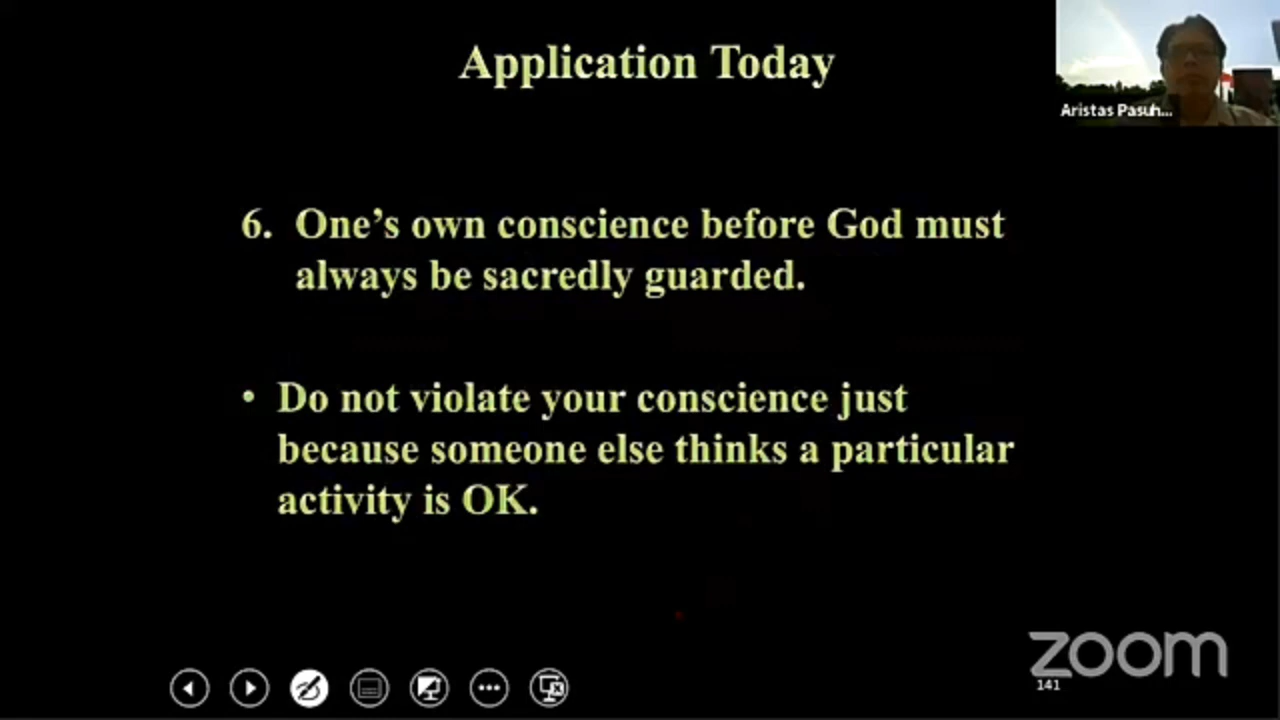 Application Today
Aristas Pasuh...
6. One’s own conscience before God must
always be sacredly guarded.
• Do not violate your conscience just
because someone else thinks a particular
activity is OK.
zoom
141